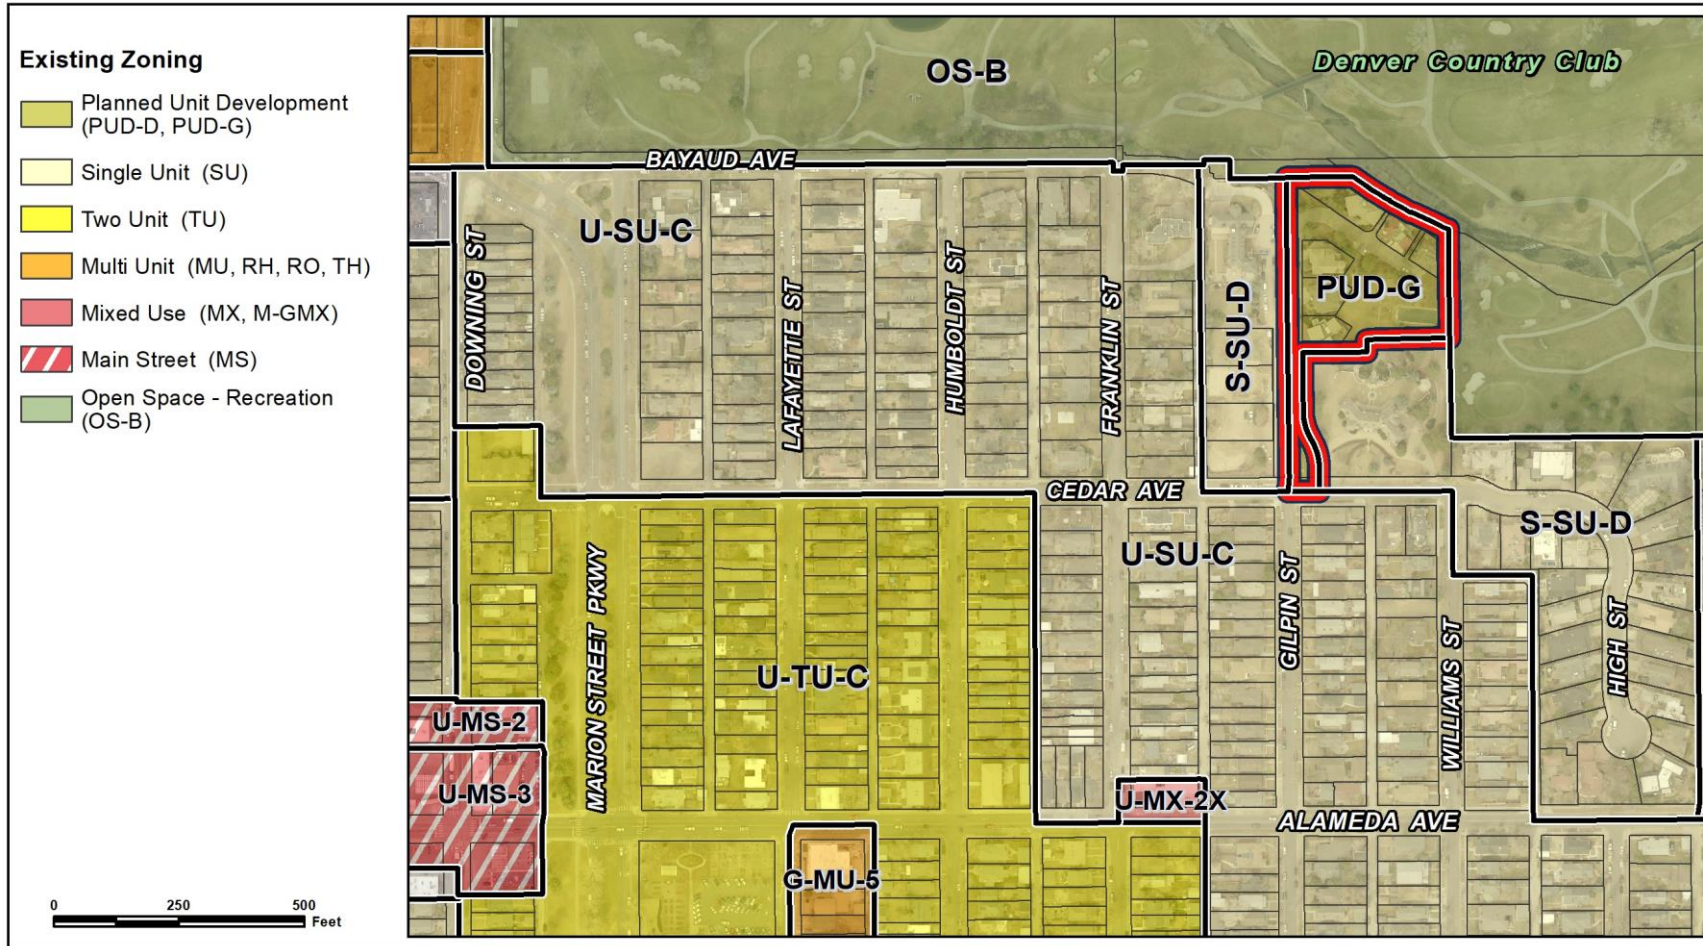 Existing Zoning
Planned Unit Development
(PUD-D, PUD-G)
Single Unit (SU)
Two Unit (TU)
Multi Unit (MU, RH, RO, TH)
Mixed Use (MX, M-GMX)
Main Street (MS)
Open Space - Recreation
(OS-B)
0 250 500
Feet
OS-B
Denver Country Club
BAYAUD AVE
U-SU-C
DOWNING ST
LAFAYETTE ST
HUMBOLDT ST
FRANKLIN ST
S-SU-D
PUD-G
CEDAR AVE
U-SU-C
S-SU-D
MARION STREET PKWY
GILPIN ST
WILLIAMS ST
HIGH ST
U-TU-C
U-MS-2
U-MS-3
U-MX-2X
ALAMEDA AVE
G-MU-5